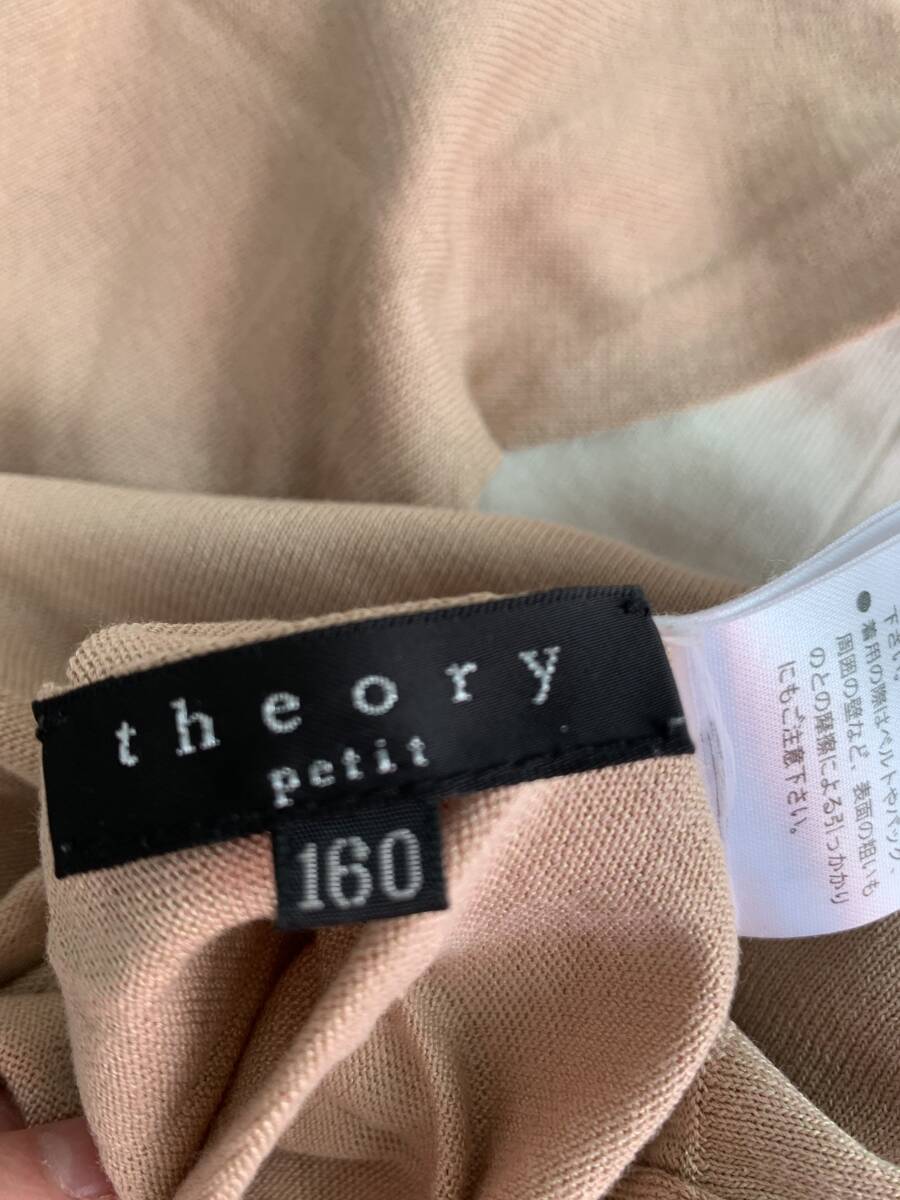 theory
petit
160
下さい。
●着用の際はベルトやバック、
周囲の壁など、表面の粗いも
のとの摩擦による引っかかり
にもご注意下さい。